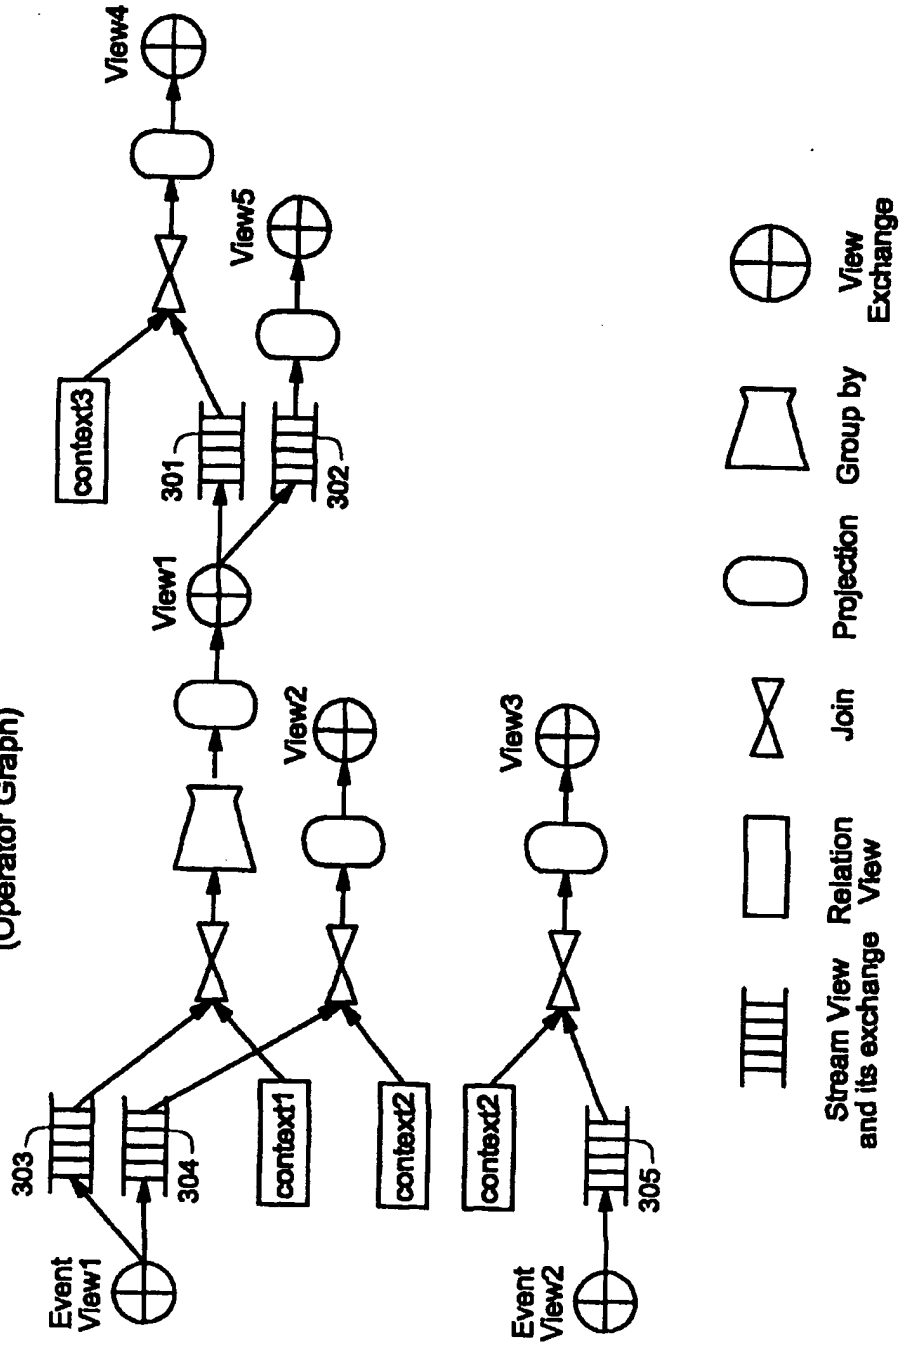 (Operator Graph)
Event
View1
303
304
context1
context2
View2
View1
301
302
context3
View5
View4
Event
View2
305
context2
View3
Stream View
and its exchange
Relation
View
Join
Projection
Group by
View
Exchange